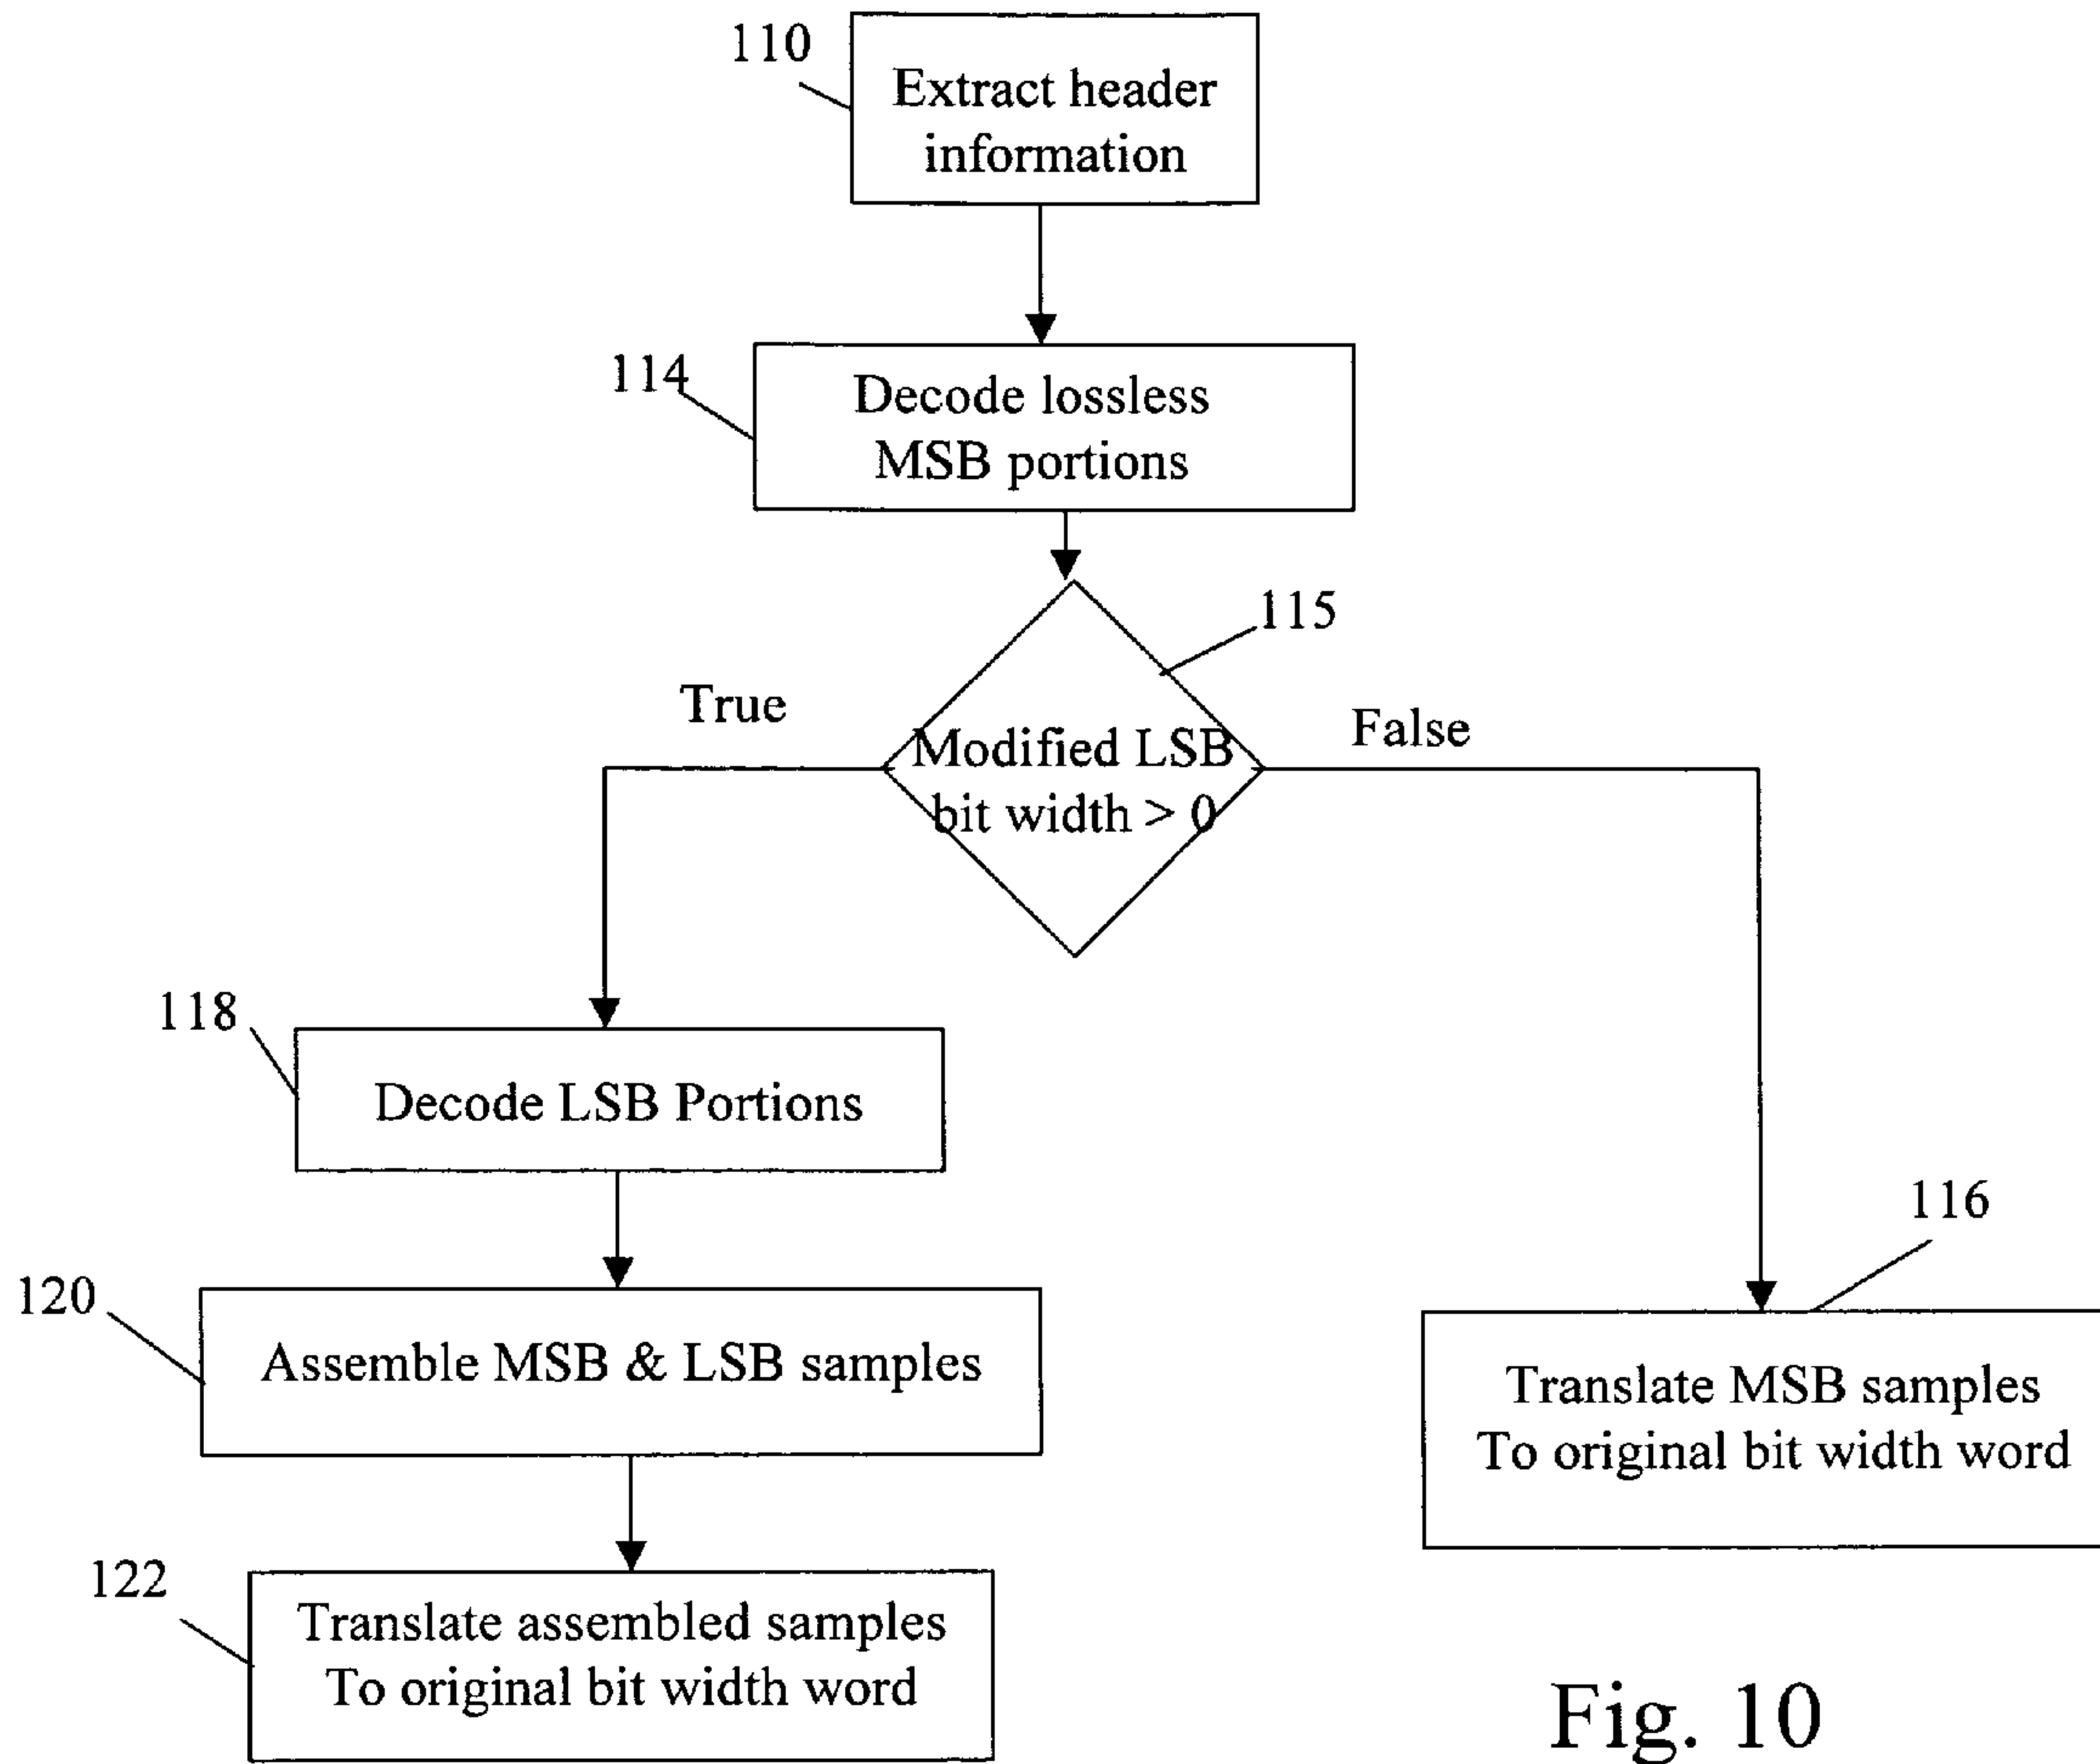 110
Extract header
information
114
Decode lossless
MSB portions
115
True
False
Modified LSB
bit width > 0
118
Decode LSB Portions
116
120
Assemble MSB & LSB samples
Translate MSB samples
To original bit width word
122
Translate assembled samples
To original bit width word
Fig. 10